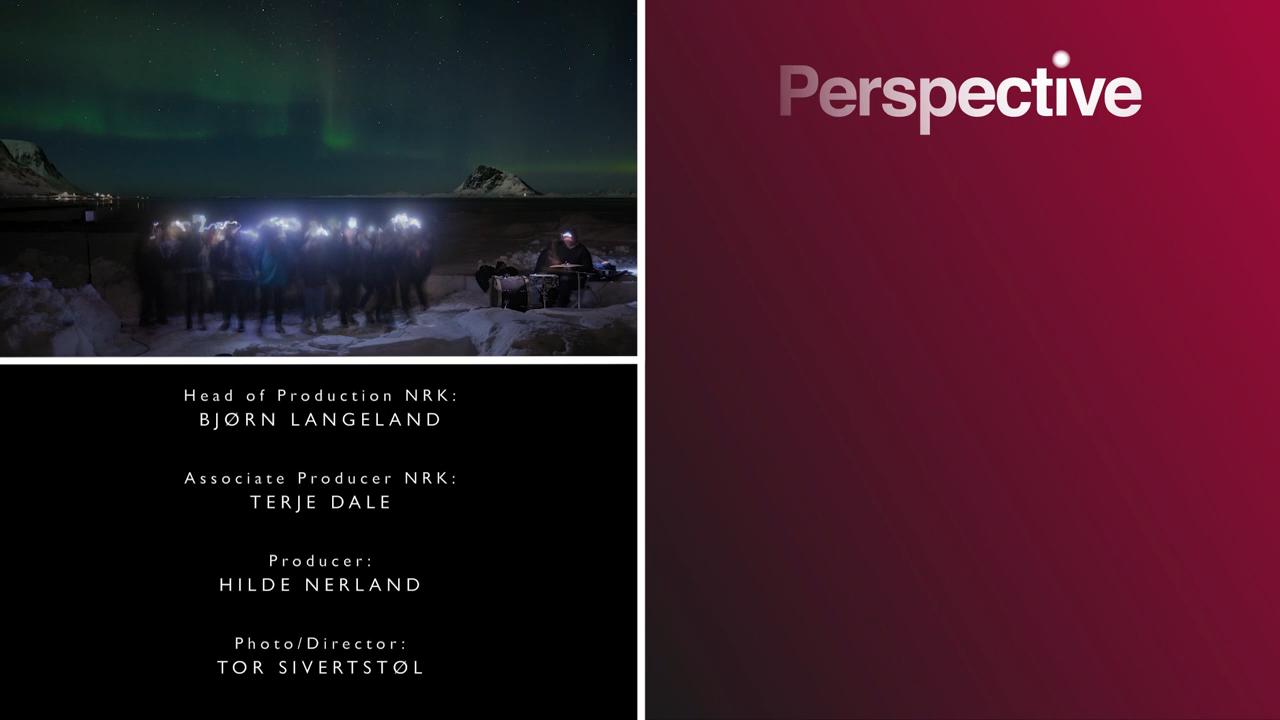 Perspective
Head of Production NRK:
BJØRN LANGELAND
Associate Producer NRK:
TERJE DALE
Producer:
HILDE NERLAND
Photo/Director:
TOR SIVERTSTØL